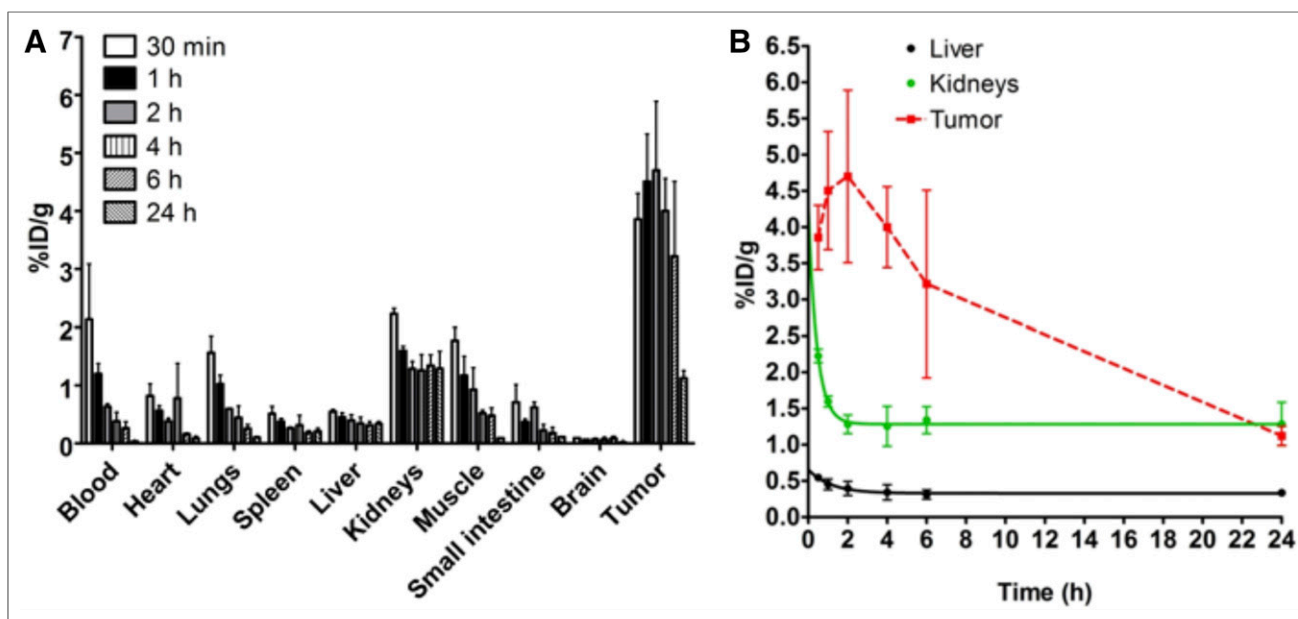 A
7
6
5
4
3
2
1
0
%ID/g
30 min
1 h
2 h
4 h
6 h
24 h
Blood
Heart
Lungs
Spleen
Liver
Kidneys
Muscle
Small intestine
Brain
Tumor
B
6.5
6.0
5.5
5.0
4.5
4.0
3.5
3.0
2.5
2.0
1.5
1.0
0.5
0.0
%ID/g
Liver
Kidneys
Tumor
0 2 4 6 8 10 12 14 16 18 20 22 24
Time (h)